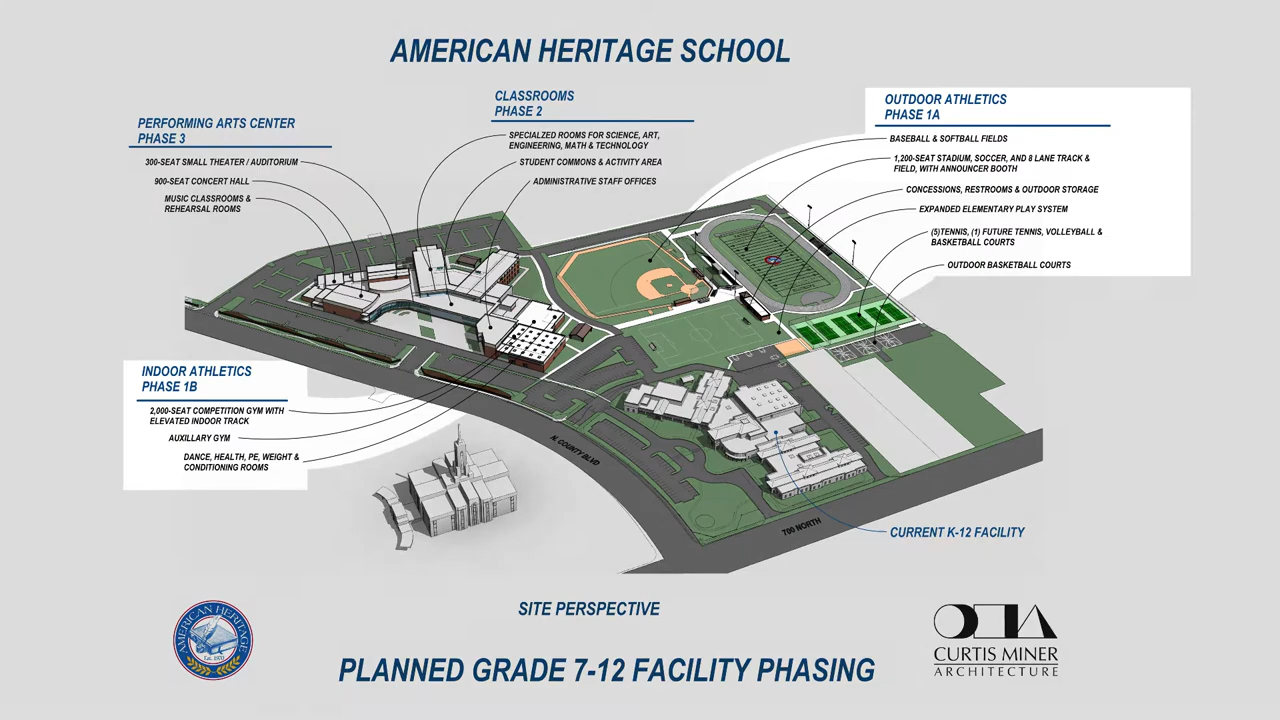 AMERICAN HERITAGE SCHOOL
PERFORMING ARTS CENTER
PHASE 3
300-SEAT SMALL THEATER / AUDITORIUM
900-SEAT CONCERT HALL
MUSIC CLASSROOMS &
REHEARSAL ROOMS
CLASSROOMS
PHASE 2
SPECIALZED ROOMS FOR SCIENCE, ART,
ENGINEERING, MATH & TECHNOLOGY
STUDENT COMMONS & ACTIVITY AREA
ADMINISTRATIVE STAFF OFFICES
OUTDOOR ATHLETICS
PHASE 1A
BASEBALL & SOFTBALL FIELDS
1,200-SEAT STADIUM, SOCCER, AND 8 LANE TRACK &
FIELD, WITH ANNOUNCER BOOTH
CONCESSIONS, RESTROOMS & OUTDOOR STORAGE
EXPANDED ELEMENTARY PLAY SYSTEM
(5)TENNIS, (1) FUTURE TENNIS, VOLLEYBALL &
BASKETBALL COURTS
OUTDOOR BASKETBALL COURTS
INDOOR ATHLETICS
PHASE 1B
2,000-SEAT COMPETITION GYM WITH
ELEVATED INDOOR TRACK
AUXILLARY GYM
DANCE, HEALTH, PE, WEIGHT &
CONDITIONING ROOMS
N. COUNTY BLVD
700 NORTH
CURRENT K-12 FACILITY
SITE PERSPECTIVE
PLANNED GRADE 7-12 FACILITY PHASING
AMERICAN HERITAGE
Est. 1970
CURTIS MINER
ARCHITECTURE